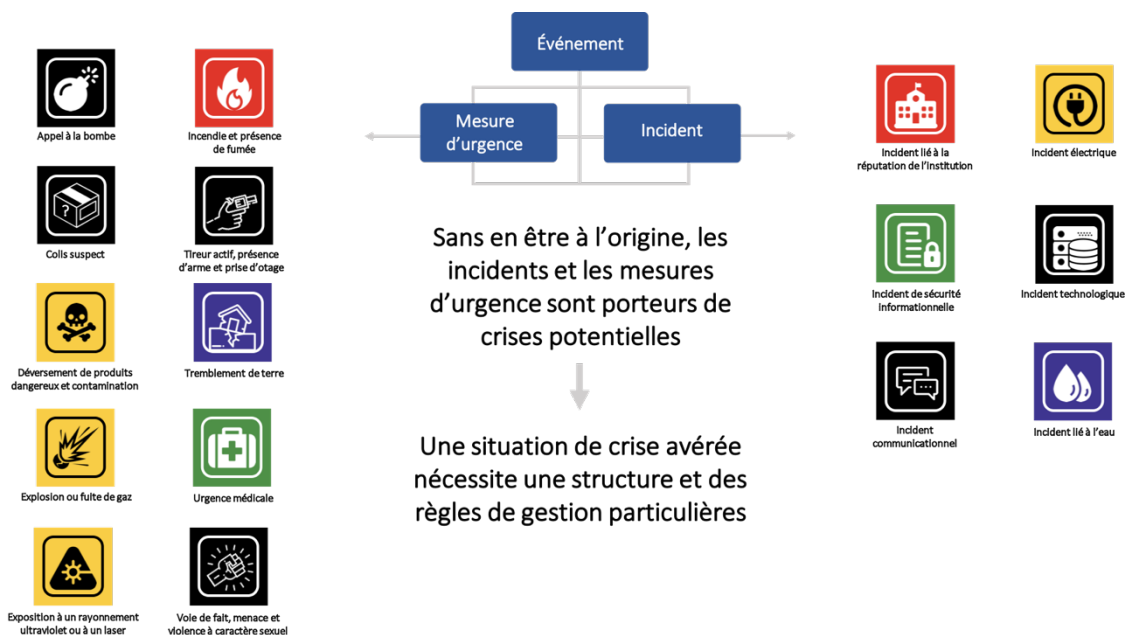 Événement
Mesure
d’urgence
Incident
Appel à la bombe
Incendie et présence
de fumée
?
Colis suspect
Tireur actif, présence
d’arme et prise d’otage
Déversement de produits
dangereux et contamination
Tremblement de terre
Explosion ou fuite de gaz
Urgence médicale
Exposition à un rayonnement
ultraviolet ou à un laser
Voie de fait, menace et
violence à caractère sexuel
Sans en être à l’origine, les
incidents et les mesures
d’urgence sont porteurs de
crises potentielles
Une situation de crise avérée
nécessite une structure et des
règles de gestion particulières
Incident lié à la
réputation de l’institution
Incident électrique
Incident de sécurité
informationnelle
Incident technologique
Incident
communicationnel
Incident lié à l’eau